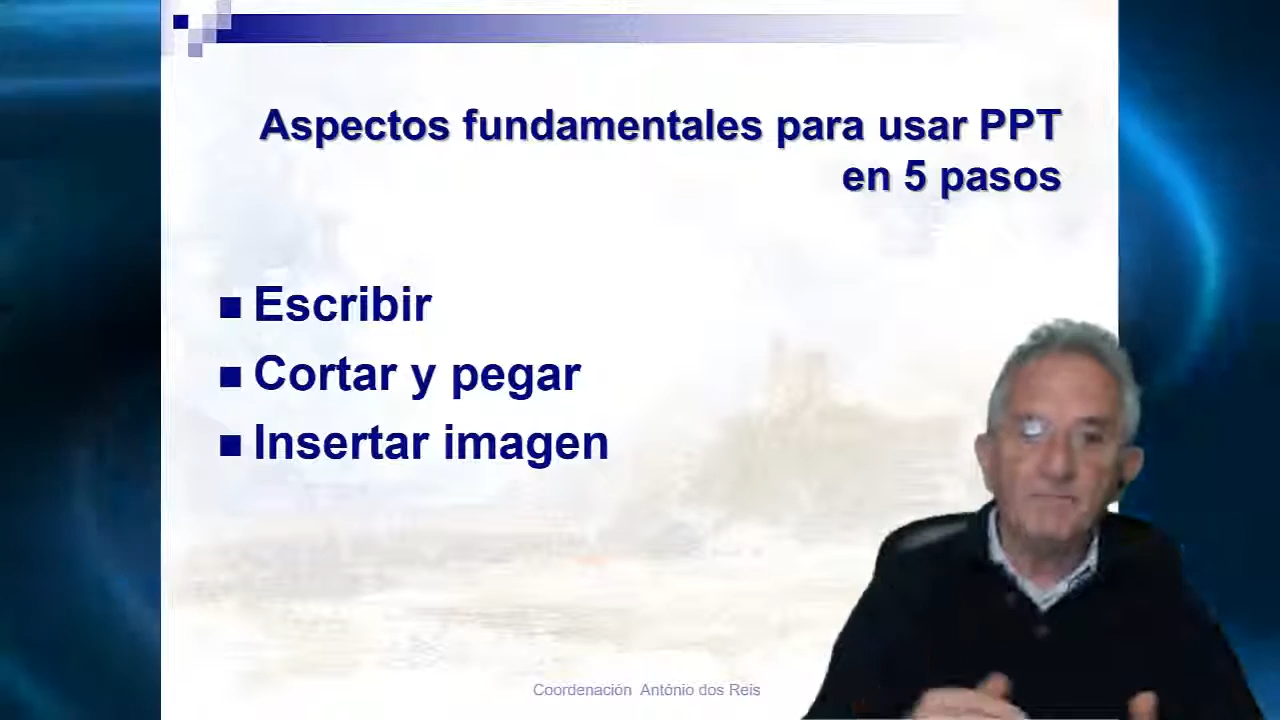 Aspectos fundamentales para usar PPT
en 5 pasos
Escribir
Cortar y pegar
Insertar imagen
Coordenación António dos Reis